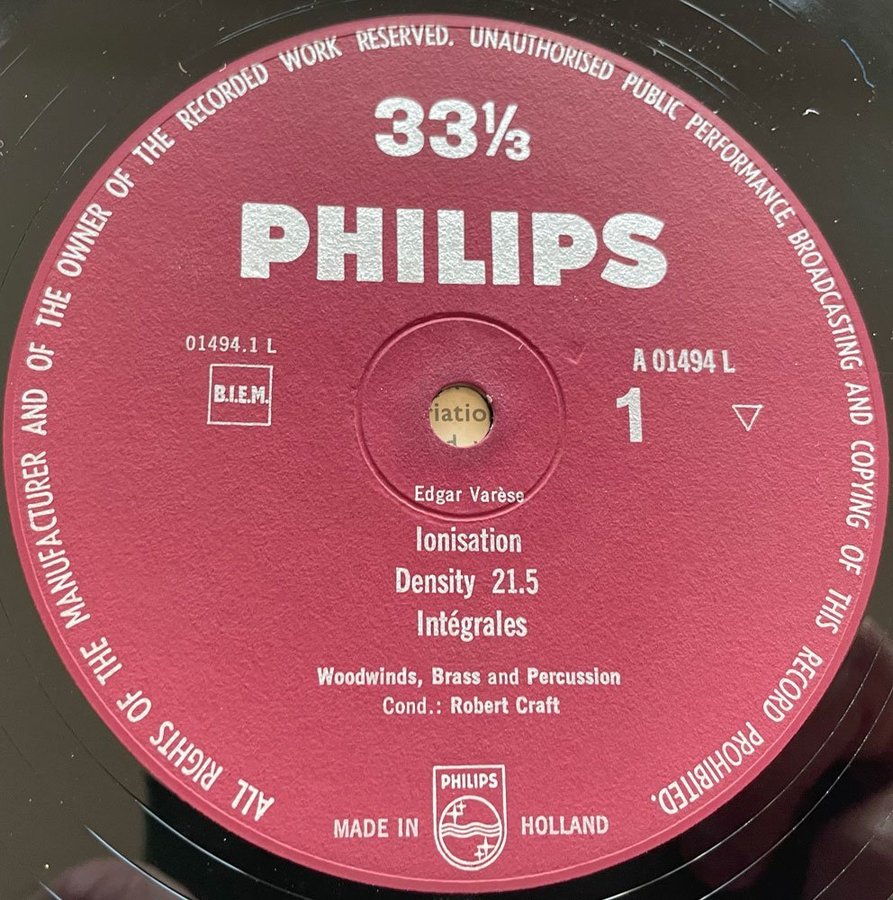 ALL RIGHTS OF THE MANUFACTURER AND OF THE OWNER OF THE RECORDED WORK RESERVED. UNAUTHORISED PUBLIC PERFORMANCE, BROADCASTING AND COPYING OF THIS RECORD PROHIBITED.
33⅓
PHILIPS
01494.1 L
B.I.E.M.
A 01494 L
1
riatio
Edgar Varèse
Ionisation
Density 21.5
Intégrales
Woodwinds, Brass and Percussion
Cond.: Robert Craft
PHILIPS
MADE IN HOLLAND